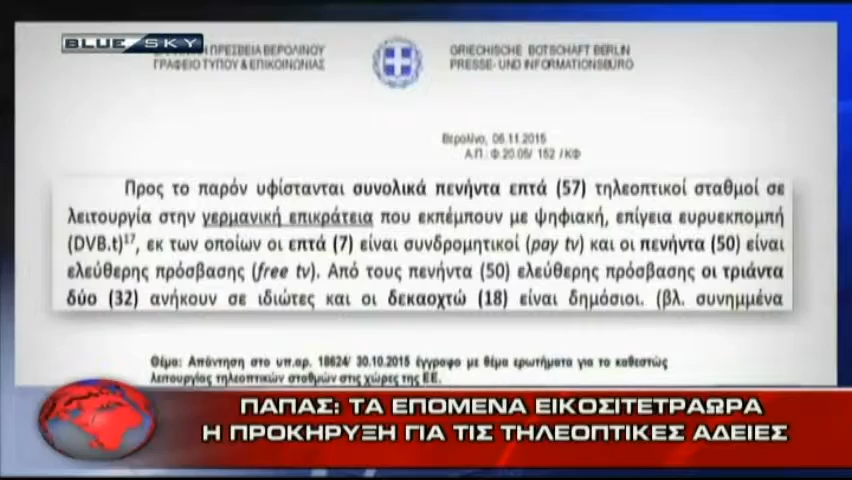 BLUE SKY
ΠΡΕΣΒΕΙΑ ΒΕΡΟΛΙΝΟΥ
ΓΡΑΦΕΙΟ ΤΥΠΟΥ & ΕΠΙΚΟΙΝΩΝΙΑΣ
GRIECHISCHE BOTSCHAFT BERLIN
PRESSE- UND INFORMATIONSBÜRO
Βερολίνο, 06.11.2015
Α.Π.: Φ.20.05/ 152 /ΚΦ
Προς το παρόν υφίστανται συνολικά πενήντα επτά (57) τηλεοπτικοί σταθμοί σε
λειτουργία στην γερμανική επικράτεια που εκπέμπουν με ψηφιακή, επίγεια ευρυεκπομπή
(DVB.t)¹⁷, εκ των οποίων οι επτά (7) είναι συνδρομητικοί (pay tv) και οι πενήντα (50) είναι
ελεύθερης πρόσβασης (free tv). Από τους πενήντα (50) ελεύθερης πρόσβασης οι τριάντα
δύο (32) ανήκουν σε ιδιώτες και οι δεκαοχτώ (18) είναι δημόσιοι. (βλ. συνημμένα
Θέμα: Απάντηση στο υπ.αρ. 18624/ 30.10.2015 έγγραφο με θέμα ερωτήματα για το καθεστώς
λειτουργίας τηλεοπτικών σταθμών στις χώρες της ΕΕ.
ΠΑΠΑΣ: ΤΑ ΕΠΟΜΕΝΑ ΕΙΚΟΣΙΤΕΤΡΑΩΡΑ
Η ΠΡΟΚΗΡΥΞΗ ΓΙΑ ΤΙΣ ΤΗΛΕΟΠΤΙΚΕΣ ΑΔΕΙΕΣ